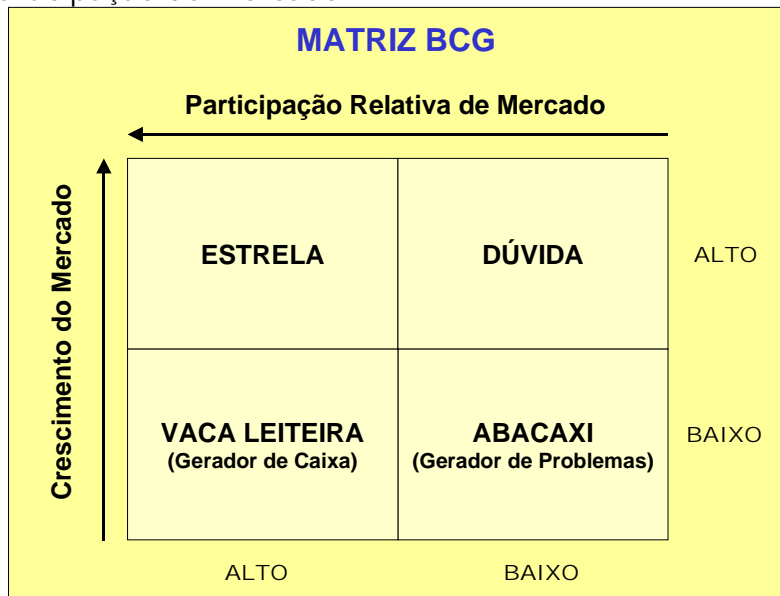 MATRIZ BCG
Participação Relativa de Mercado
Crescimento do Mercado
ESTRELA
DÚVIDA
ALTO
VACA LEITEIRA
(Gerador de Caixa)
ABACAXI
(Gerador de Problemas)
BAIXO
ALTO
BAIXO